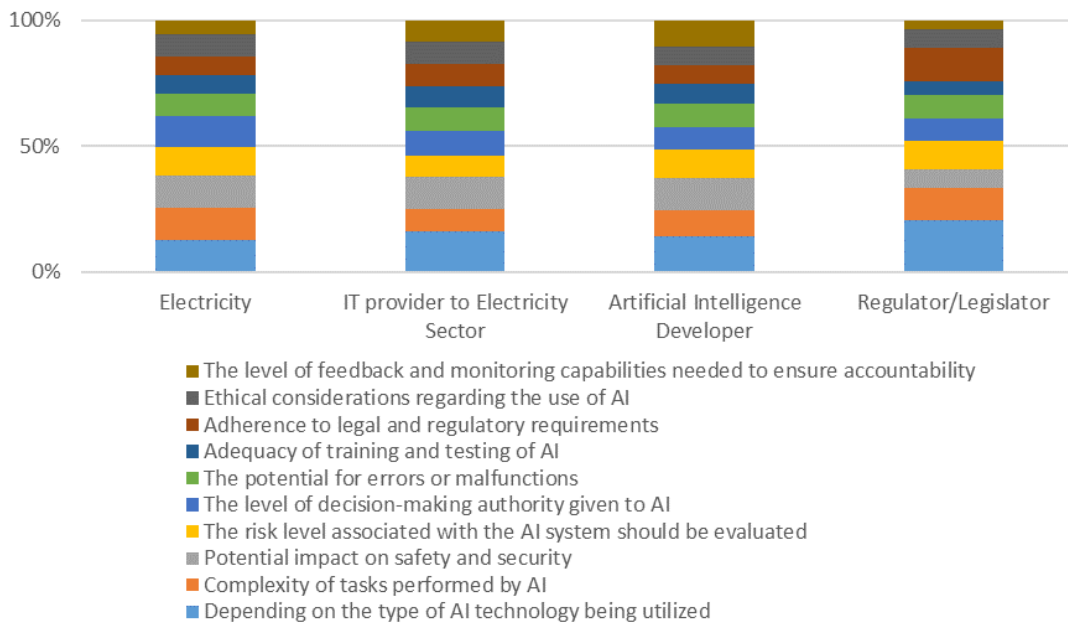 100%
50%
0%
Electricity
IT provider to Electricity
Sector
Artificial Intelligence
Developer
Regulator/Legislator
The level of feedback and monitoring capabilities needed to ensure accountability
Ethical considerations regarding the use of AI
Adherence to legal and regulatory requirements
Adequacy of training and testing of AI
The potential for errors or malfunctions
The level of decision-making authority given to AI
The risk level associated with the AI system should be evaluated
Potential impact on safety and security
Complexity of tasks performed by AI
Depending on the type of AI technology being utilized